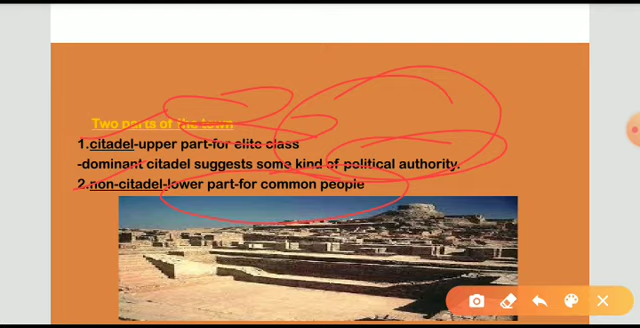 Two parts of the town
1.citadel-upper part-for elite class
-dominant citadel suggests some kind of political authority.
2.non-citadel-lower part-for common people